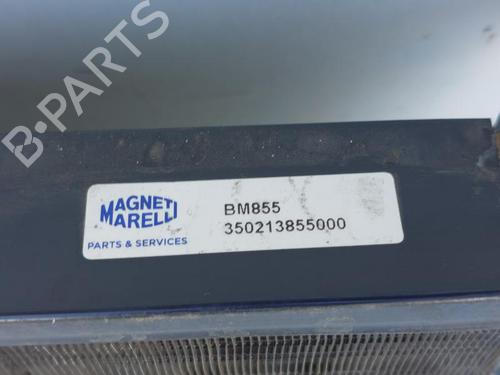 B-PARTS
MAGNETI
MARELLI
PARTS & SERVICES
BM855
350213855000